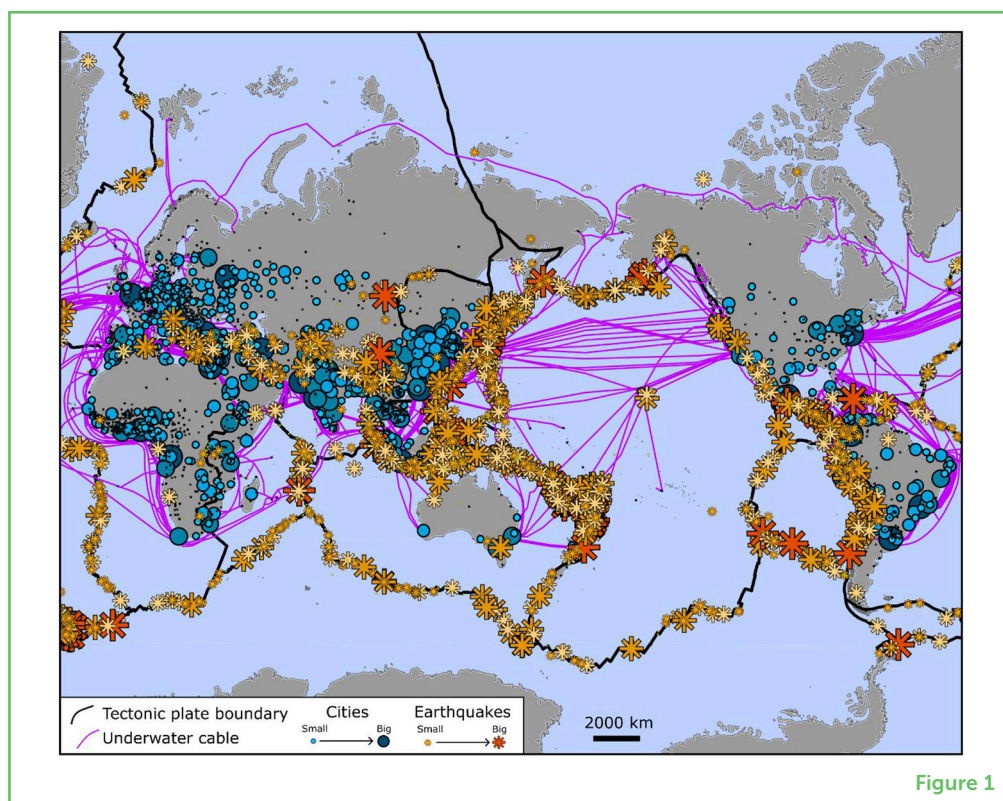 Tectonic plate boundary
Underwater cable
Cities
Small Big
Earthquakes
Small Big
2000 km
Figure 1